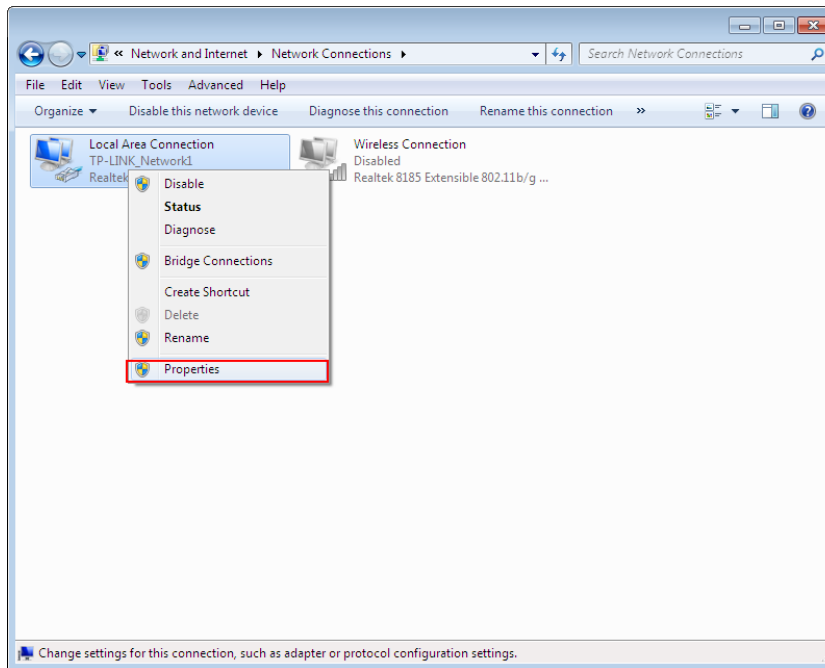 « Network and Internet ▸ Network Connections ▸ Search Network Connections
File Edit View Tools Advanced Help
Organize Disable this network device Diagnose this connection Rename this connection »
Local Area Connection
TP-LINK_Network1
Realtek
Wireless Connection
Disabled
Realtek 8185 Extensible 802.11b/g ...
Disable
Status
Diagnose
Bridge Connections
Create Shortcut
Delete
Rename
Properties
Change settings for this connection, such as adapter or protocol configuration settings.